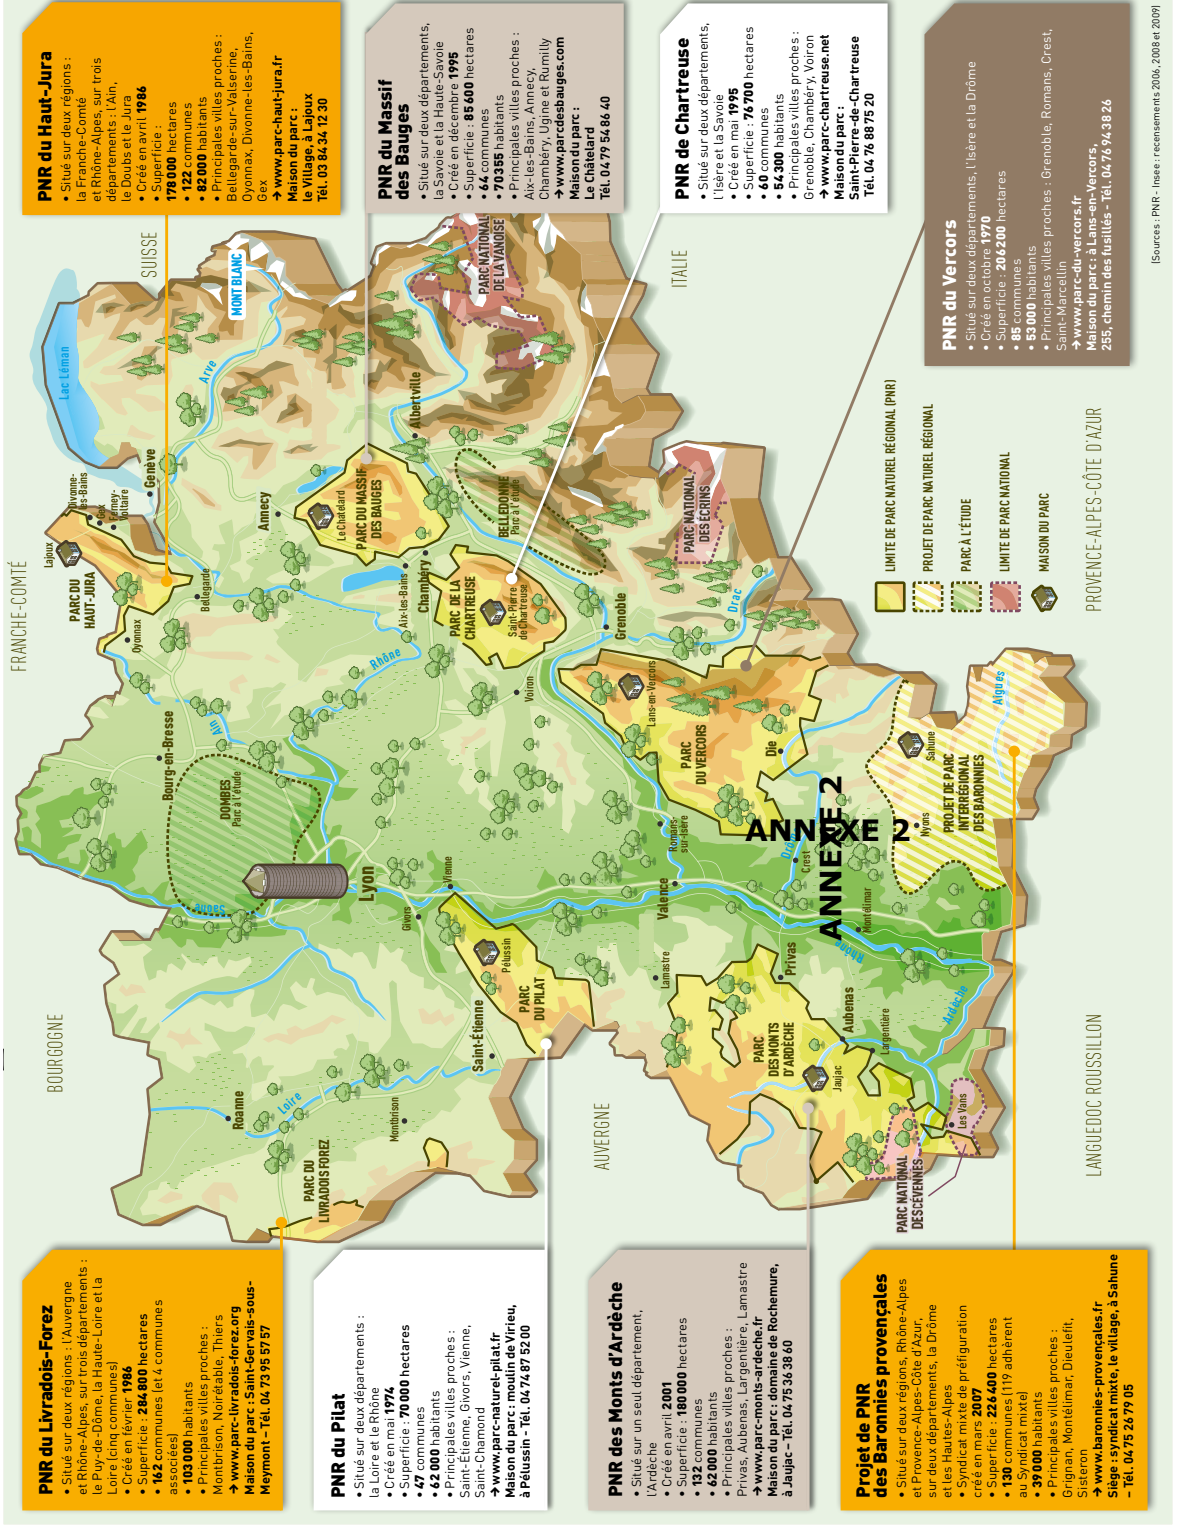 PNR du Livradois-Forez
• Situé sur deux régions : l'Auvergne
et Rhône-Alpes, sur trois départements :
le Puy-de-Dôme, la Haute-Loire et la
Loire (cinq communes)
• Créé en février 1986
• Superficie : 284 800 hectares
• 162 communes (et 4 communes
associées)
• 103 000 habitants
• Principales villes proches :
Montbrison, Noirétable, Thiers
→ www.parc-livradois-forez.org
Maison du parc : Saint-Gervais-sous-
Meymont – Tél. 04 73 95 57 57
PNR du Pilat
• Situé sur deux départements :
la Loire et le Rhône
• Créé en mai 1974
• Superficie : 70 000 hectares
• 47 communes
• 62 000 habitants
• Principales villes proches :
Saint-Étienne, Givors, Vienne,
Saint-Chamond
→ www.parc-naturel-pilat.fr
Maison du parc : moulin de Virieu,
à Pélussin - Tél. 04 74 87 52 00
PNR des Monts d'Ardèche
• Situé sur un seul département,
l'Ardèche
• Créé en avril 2001
• Superficie : 180 000 hectares
• 132 communes
• 62 000 habitants
• Principales villes proches :
Privas, Aubenas, Largentière, Lamastre
→ www.parc-monts-ardeche.fr
Maison du parc : domaine de Rochemure,
à Jaujac – Tél. 04 75 36 38 60
Projet de PNR
des Baronnies provençales
• Situé sur deux régions, Rhône-Alpes
et Provence-Alpes-Côte d'Azur,
sur deux départements, la Drôme
et les Hautes-Alpes
• Syndicat mixte de préfiguration
créé en mars 2007
• Superficie : 226 400 hectares
• 130 communes (119 adhèrent
au Syndicat mixte)
• 39 000 habitants
• Principales villes proches :
Grignan, Montélimar, Dieulefit,
Sisteron
→ www.baronnies-provençales.fr
Siège : syndicat mixte, le village, à Sahune
– Tél. 04 75 26 79 05
BOURGOGNE
FRANCHE-COMTÉ
SUISSE
ITALIE
AUVERGNE
LANGUEDOC ROUSSILLON
PROVENCE-ALPES-CÔTE D'AZUR
Lac Léman
MONT BLANC
Lajoux
Divonne-
les-Bains
Gex
Ferney-
Voltaire
Genève
PARC DU
HAUT-JURA
Oyonnax
Bellegarde
Bourg-en-Bresse
Ain
Arve
Annecy
DOMBES
Parc à l'étude
Saône
Roanne
Loire
PARC DU
LIVRADOIS FOREZ
Montbrison
Lyon
Givors
Vienne
Rhône
Aix-les-Bains
Chambéry
Le Chatelard
PARC DU MASSIF
DES BAUGES
Albertville
PARC NATIONAL
DE LA VANOISE
BELLEDONNE
Parc à l'étude
PARC DE LA
CHARTREUSE
Saint-Pierre-
de-Chartreuse
Voiron
Grenoble
Saint-Étienne
Pélussin
PARC
DU PILAT
Lamastre
Valence
Romans-
sur-Isère
PARC
DU VERCORS
Lans-en-Vercors
Die
Drac
PARC NATIONAL
DES ÉCRINS
Privas
PARC
DES MONTS
D'ARDÈCHE
Jaujac
Aubenas
Largentière
Les Vans
Ardèche
PARC NATIONAL
DES CÉVENNES
Rhône
Montélimar
Crest
Drôme
Nyons
Sahune
PROJET DE PARC
INTERRÉGIONAL
DES BARONNIES
Aigues
ANNEXE 2
ANNEXE 2
LIMITE DE PARC NATUREL RÉGIONAL (PNR)
PROJET DE PARC NATUREL RÉGIONAL
PARC À L'ÉTUDE
LIMITE DE PARC NATIONAL
MAISON DU PARC
PNR du Haut-Jura
• Situé sur deux régions :
la Franche-Comté
et Rhône-Alpes, sur trois
départements : l'Ain,
le Doubs et le Jura
• Créé en avril 1986
• Superficie :
178 000 hectares
• 122 communes
• 82 000 habitants
• Principales villes proches :
Bellegarde-sur-Valserine,
Oyonnax, Divonne-les-Bains,
Gex
→ www.parc-haut-jura.fr
Maison du parc :
le Village, à Lajoux
Tél. 03 84 34 12 30
PNR du Massif
des Bauges
• Situé sur deux départements,
la Savoie et la Haute-Savoie
• Créé en décembre 1995
• Superficie : 85 600 hectares
• 64 communes
• 70 355 habitants
• Principales villes proches :
Aix-les-Bains, Annecy,
Chambéry, Ugine et Rumilly
→ www.parcdesbauges.com
Maison du parc :
Le Châtelard
Tél. 04 79 54 86 40
PNR de Chartreuse
• Situé sur deux départements,
l'Isère et la Savoie
• Créé en mai 1995
• Superficie : 76 700 hectares
• 60 communes
• 54 300 habitants
• Principales villes proches :
Grenoble, Chambéry, Voiron
→ www.parc-chartreuse.net
Maison du parc :
Saint-Pierre-de-Chartreuse
Tél. 04 76 88 75 20
PNR du Vercors
• Situé sur deux départements, l'Isère et la Drôme
• Créé en octobre 1970
• Superficie : 206 200 hectares
• 85 communes
• 53 000 habitants
• Principales villes proches : Grenoble, Romans, Crest,
Saint-Marcellin
→ www.parc-du-vercors.fr
Maison du parc : à Lans-en-Vercors,
255, chemin des fusillés - Tél. 04 76 94 38 26
(Sources : PNR - Insee : recensements 2006, 2008 et 2009)